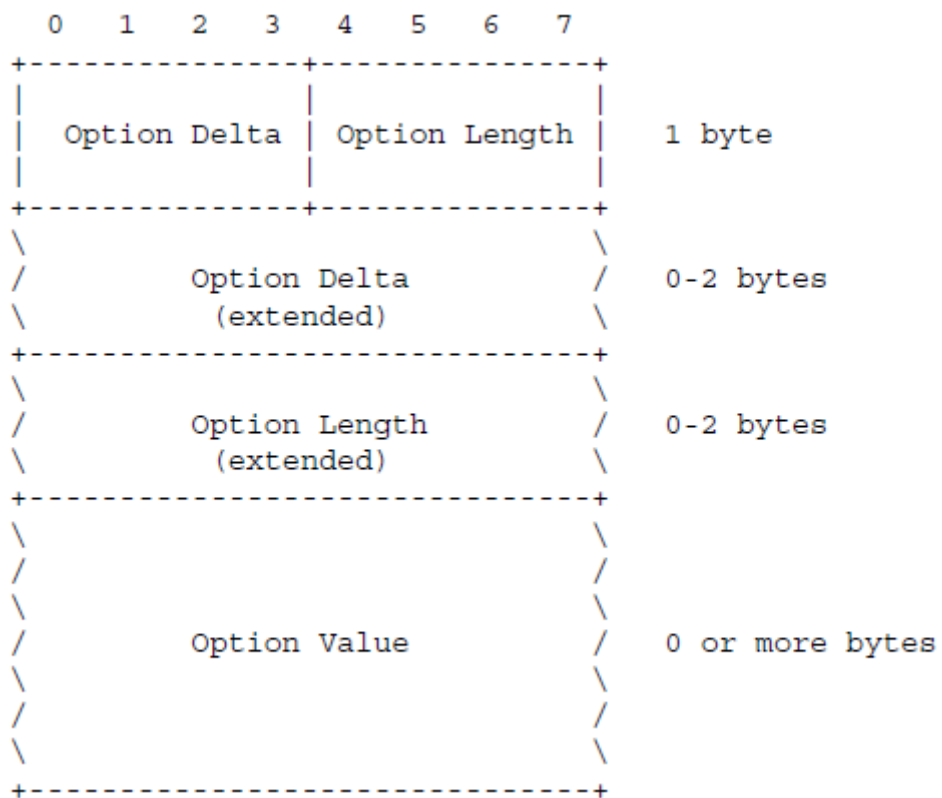 0 1 2 3 4 5 6 7
Option Delta Option Length 1 byte
Option Delta 0-2 bytes
(extended)
Option Length 0-2 bytes
(extended)
Option Value 0 or more bytes